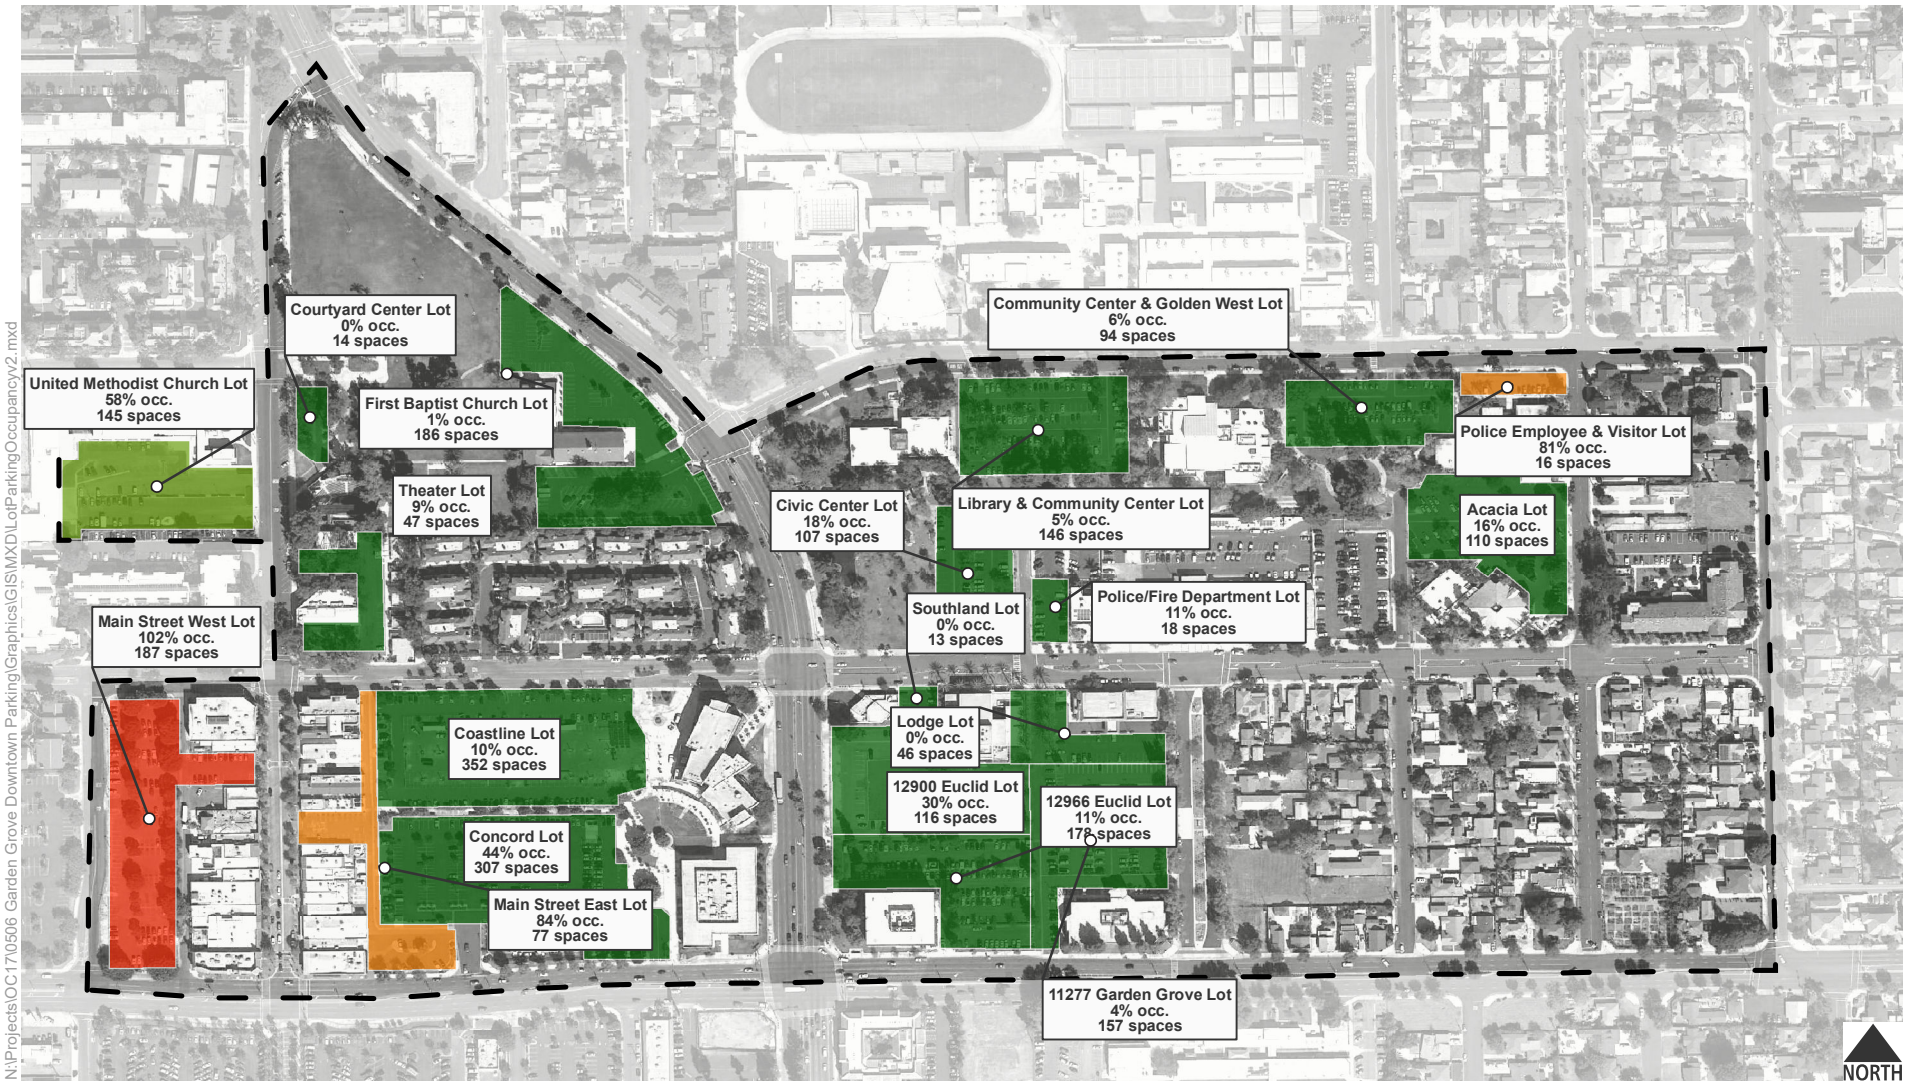 N:\Projects\OC17\0506 Garden Grove Downtown Parking\Graphics\GIS\MXD\LotParkingOccupancyv2.mxd
Community Center & Golden West Lot
6% occ.
94 spaces
Courtyard Center Lot
0% occ.
14 spaces
United Methodist Church Lot
58% occ.
145 spaces
First Baptist Church Lot
1% occ.
186 spaces
Police Employee & Visitor Lot
81% occ.
16 spaces
Theater Lot
9% occ.
47 spaces
Civic Center Lot
18% occ.
107 spaces
Library & Community Center Lot
5% occ.
146 spaces
Acacia Lot
16% occ.
110 spaces
Main Street West Lot
102% occ.
187 spaces
Southland Lot
0% occ.
13 spaces
Police/Fire Department Lot
11% occ.
18 spaces
Coastline Lot
10% occ.
352 spaces
Lodge Lot
0% occ.
46 spaces
12900 Euclid Lot
30% occ.
116 spaces
12966 Euclid Lot
11% occ.
178 spaces
Concord Lot
44% occ.
307 spaces
Main Street East Lot
84% occ.
77 spaces
11277 Garden Grove Lot
4% occ.
157 spaces
NORTH